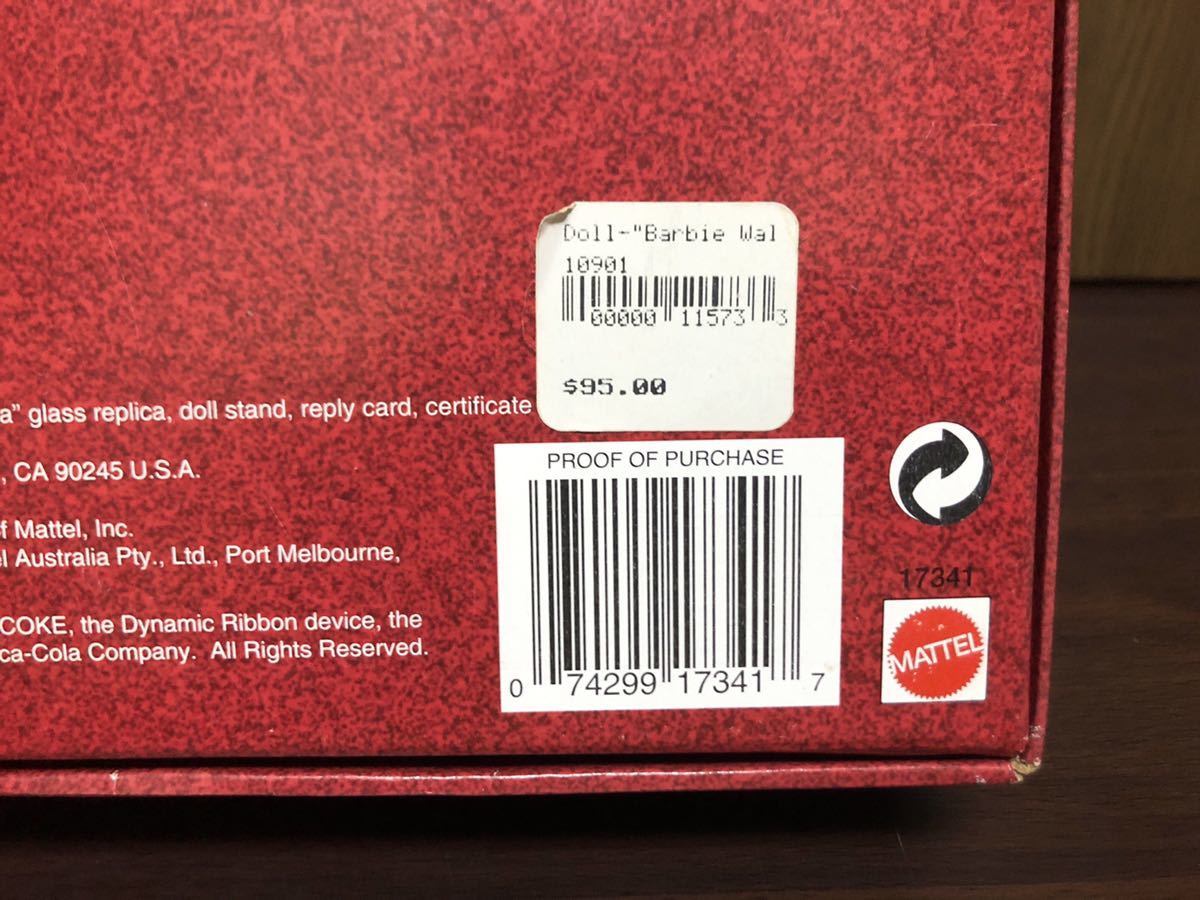 Doll-"Barbie Wal
10901
00000 11573 3
$95.00
a" glass replica, doll stand, reply card, certificate
, CA 90245 U.S.A.
f Mattel, Inc.
el Australia Pty., Ltd., Port Melbourne,
COKE, the Dynamic Ribbon device, the
ca-Cola Company. All Rights Reserved.
PROOF OF PURCHASE
0 74299 17341 7
17341
MATTEL